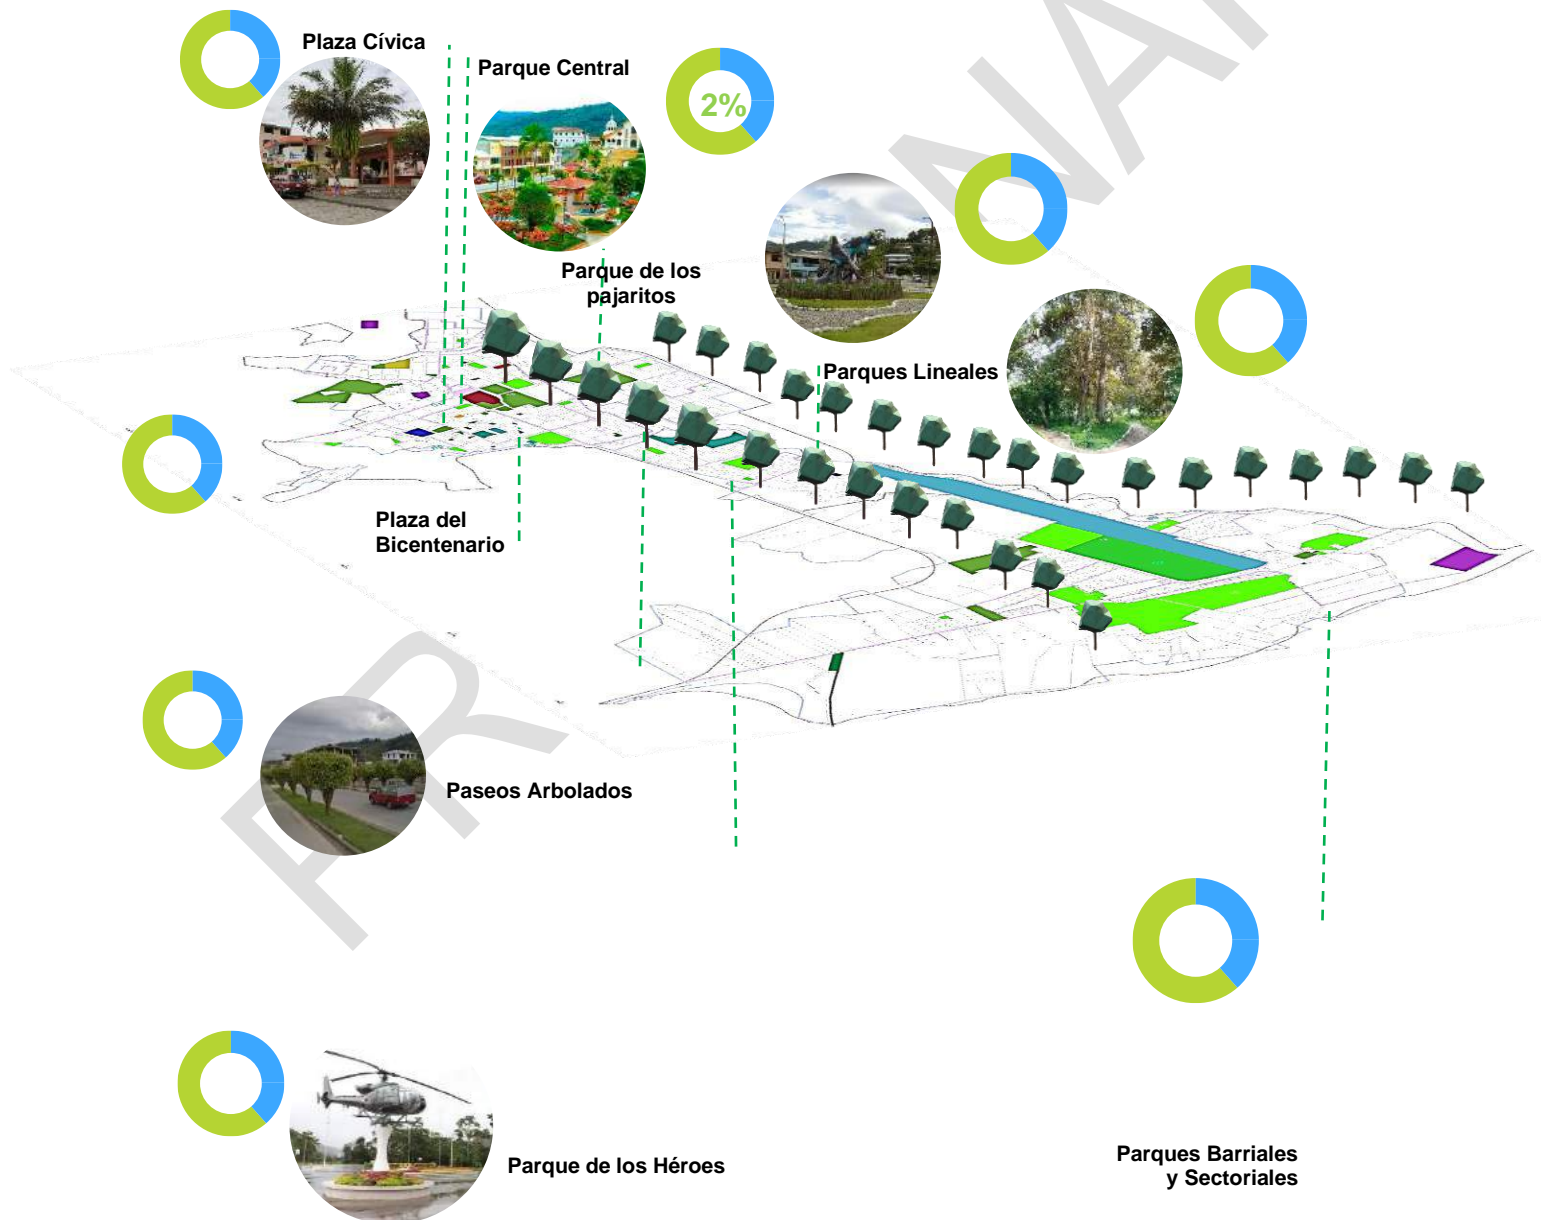 Plaza Cívica
Parque Central
2%
Parque de los
pajaritos
Parques Lineales
Plaza del
Bicentenario
Paseos Arbolados
Parque de los Héroes
Parques Barriales
y Sectoriales